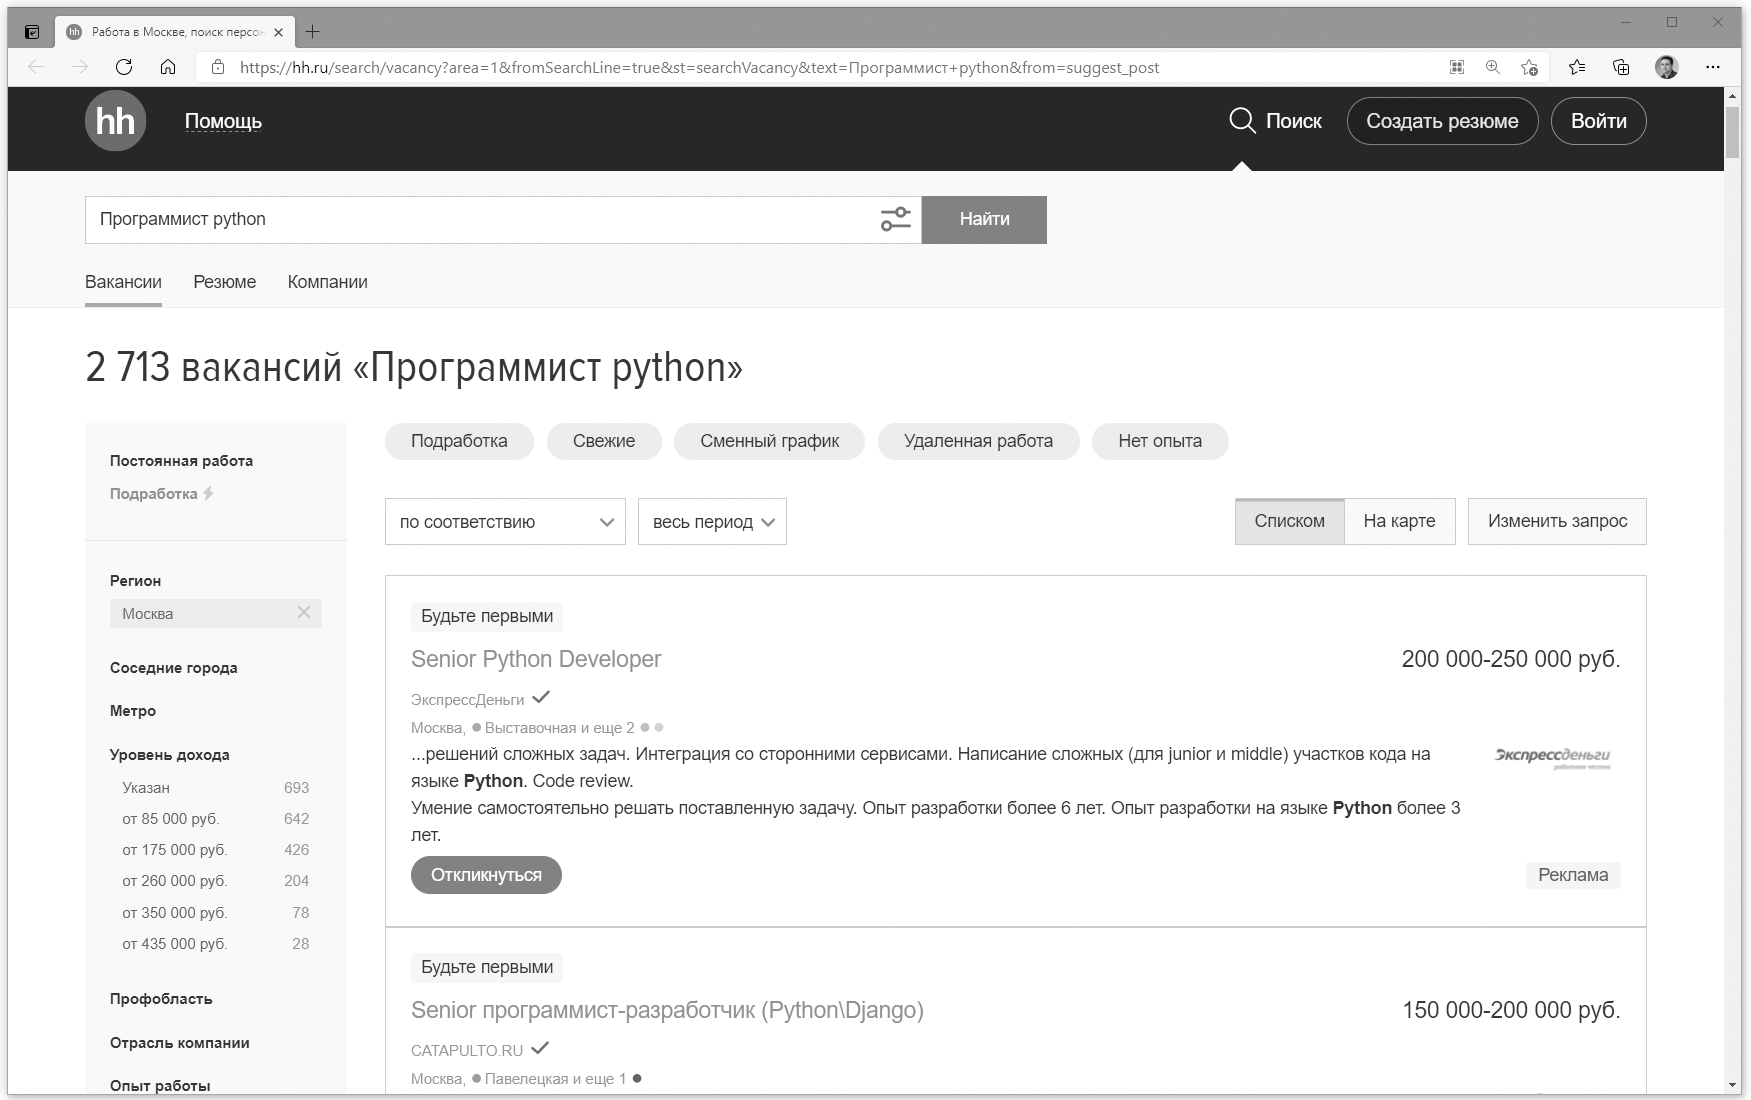 Работа в Москве, поиск персон
https://hh.ru/search/vacancy?area=1&fromSearchLine=true&st=searchVacancy&text=Программист+python&from=suggest_post
hh Помощь Поиск Создать резюме Войти
Программист python Найти
Вакансии Резюме Компании
2 713 вакансий «Программист python»
Постоянная работа
Подработка
Регион
Москва
Соседние города
Метро
Уровень дохода
Указан 693
от 85 000 руб. 642
от 175 000 руб. 426
от 260 000 руб. 204
от 350 000 руб. 78
от 435 000 руб. 28
Профобласть
Отрасль компании
Опыт работы
Подработка Свежие Сменный график Удаленная работа Нет опыта
по соответствию весь период Списком На карте Изменить запрос
Будьте первыми
Senior Python Developer 200 000-250 000 руб.
ЭкспрессДеньги
Москва, Выставочная и еще 2
...решений сложных задач. Интеграция со сторонними сервисами. Написание сложных (для junior и middle) участков кода на
языке Python. Code review.
Умение самостоятельно решать поставленную задачу. Опыт разработки более 6 лет. Опыт разработки на языке Python более 3
лет.
Экспрессденьги
работаем честно
Откликнуться Реклама
Будьте первыми
Senior программист-разработчик (Python\Django) 150 000-200 000 руб.
CATAPULTO.RU
Москва, Павелецкая и еще 1